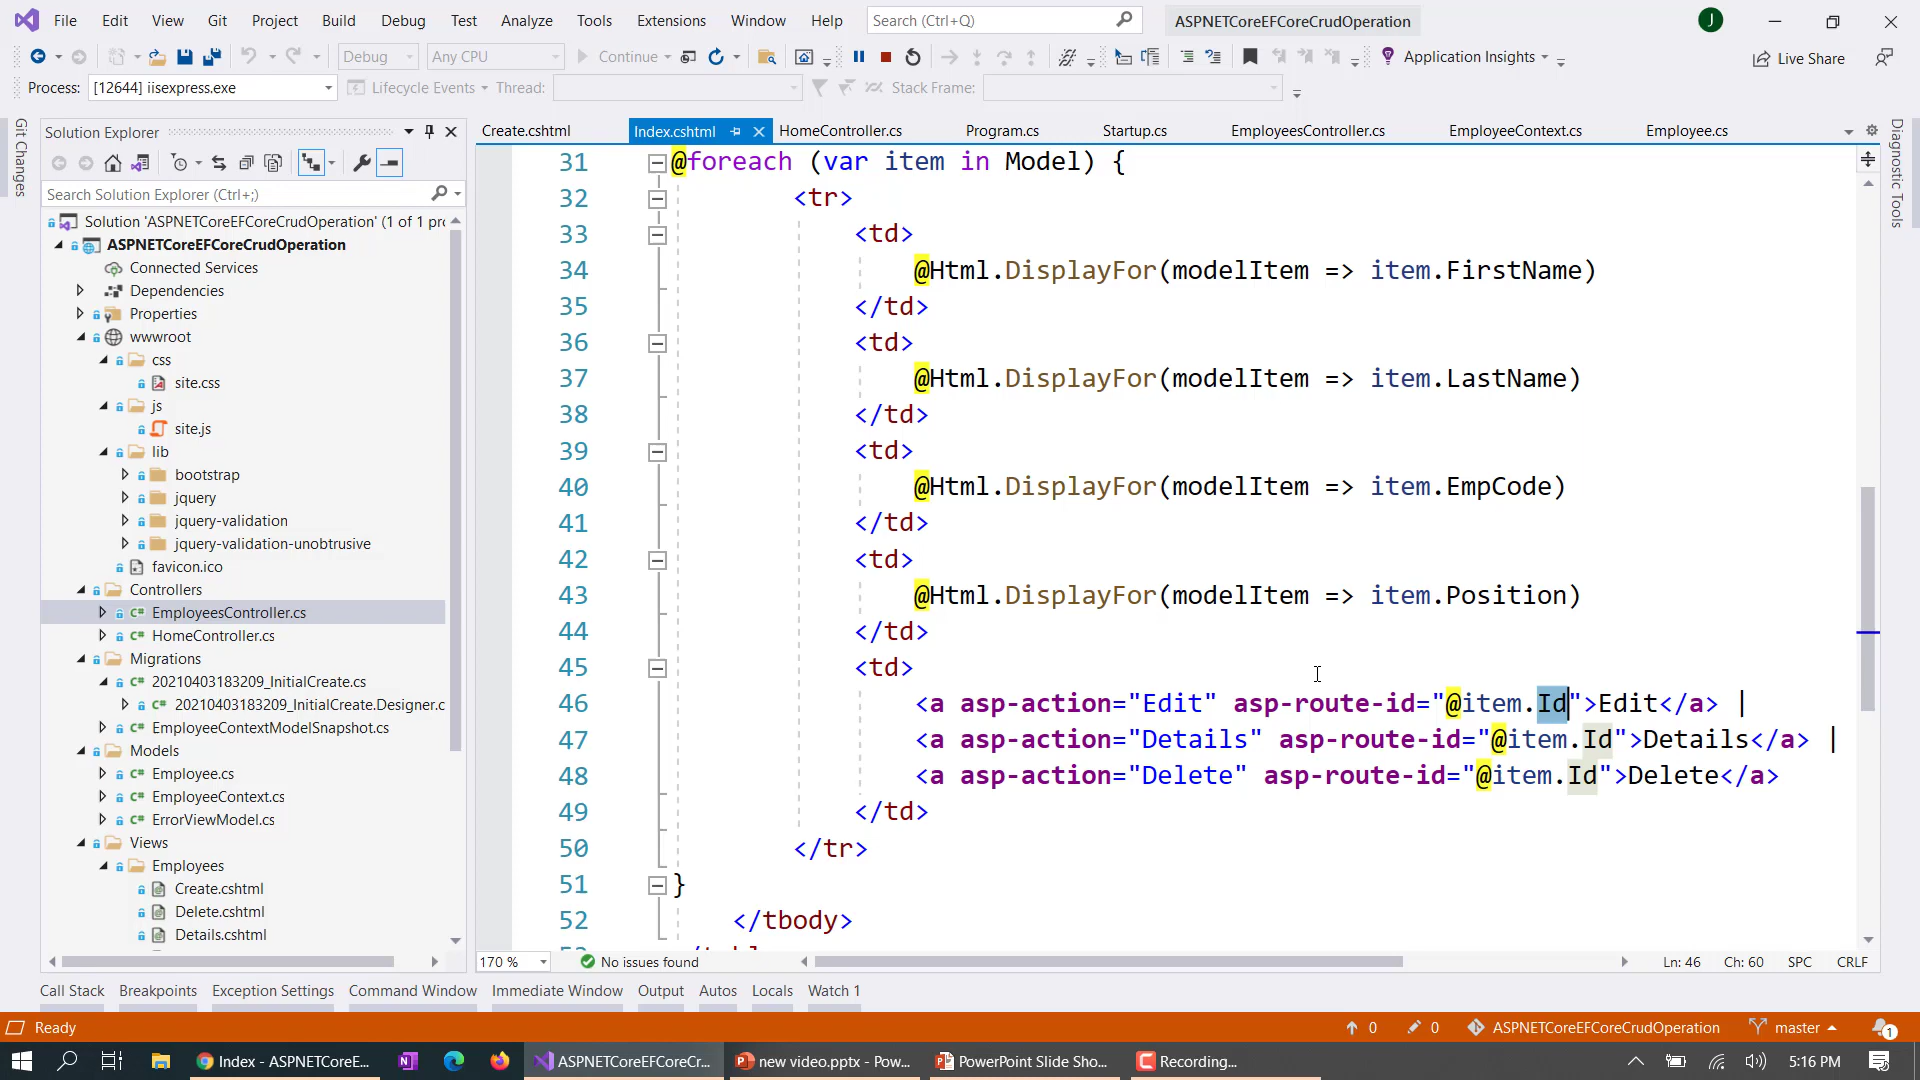 File Edit View Git Project Build Debug Test Analyze Tools Extensions Window Help Search (Ctrl+Q) ASPNETCoreEFCoreCrudOperation J
Debug Any CPU Continue Application Insights Live Share
Process: [12644] iisexpress.exe Lifecycle Events Thread: Stack Frame:
Git Changes
Solution Explorer
Search Solution Explorer (Ctrl+;)
Solution 'ASPNETCoreEFCoreCrudOperation' (1 of 1 pro
ASPNETCoreEFCoreCrudOperation
Connected Services
Dependencies
Properties
wwwroot
css
site.css
js
site.js
lib
bootstrap
jquery
jquery-validation
jquery-validation-unobtrusive
favicon.ico
Controllers
EmployeesController.cs
HomeController.cs
Migrations
20210403183209_InitialCreate.cs
20210403183209_InitialCreate.Designer.c
EmployeeContextModelSnapshot.cs
Models
Employee.cs
EmployeeContext.cs
ErrorViewModel.cs
Views
Employees
Create.cshtml
Delete.cshtml
Details.cshtml
Create.cshtml Index.cshtml HomeController.cs Program.cs Startup.cs EmployeesController.cs EmployeeContext.cs Employee.cs
31 @foreach (var item in Model) {
32 <tr>
33 <td>
34 @Html.DisplayFor(modelItem => item.FirstName)
35 </td>
36 <td>
37 @Html.DisplayFor(modelItem => item.LastName)
38 </td>
39 <td>
40 @Html.DisplayFor(modelItem => item.EmpCode)
41 </td>
42 <td>
43 @Html.DisplayFor(modelItem => item.Position)
44 </td>
45 <td>
46 <a asp-action="Edit" asp-route-id="@item.Id">Edit</a> |
47 <a asp-action="Details" asp-route-id="@item.Id">Details</a> |
48 <a asp-action="Delete" asp-route-id="@item.Id">Delete</a>
49 </td>
50 </tr>
51 }
52 </tbody>
Diagnostic Tools
170 % No issues found Ln: 46 Ch: 60 SPC CRLF
Call Stack Breakpoints Exception Settings Command Window Immediate Window Output Autos Locals Watch 1
Ready 0 0 ASPNETCoreEFCoreCrudOperation master 1
Index - ASPNETCoreE... ASPNETCoreEFCoreCr... new video.pptx - Pow... PowerPoint Slide Sho... Recording... 5:16 PM